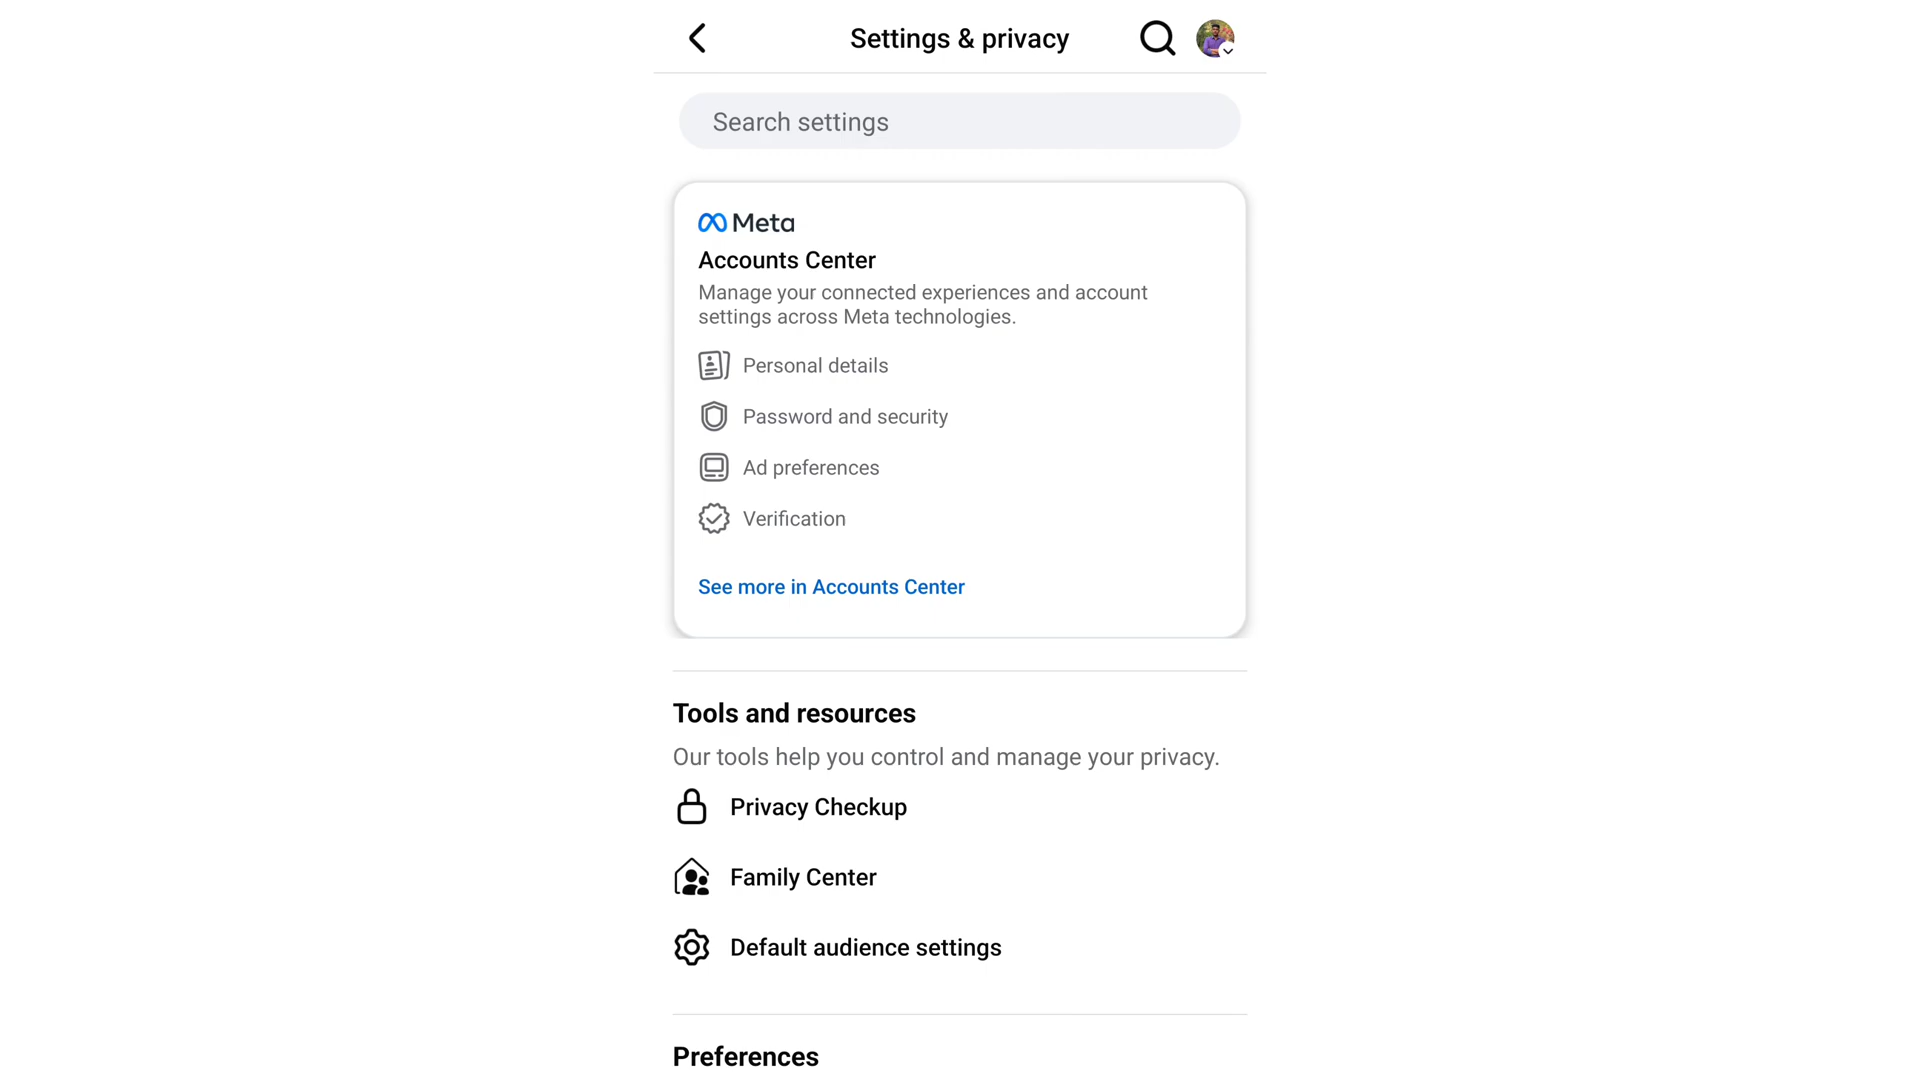 Settings & privacy
Search settings
Meta
Accounts Center
Manage your connected experiences and account
settings across Meta technologies.
Personal details
Password and security
Ad preferences
Verification
See more in Accounts Center
Tools and resources
Our tools help you control and manage your privacy.
Privacy Checkup
Family Center
Default audience settings
Preferences